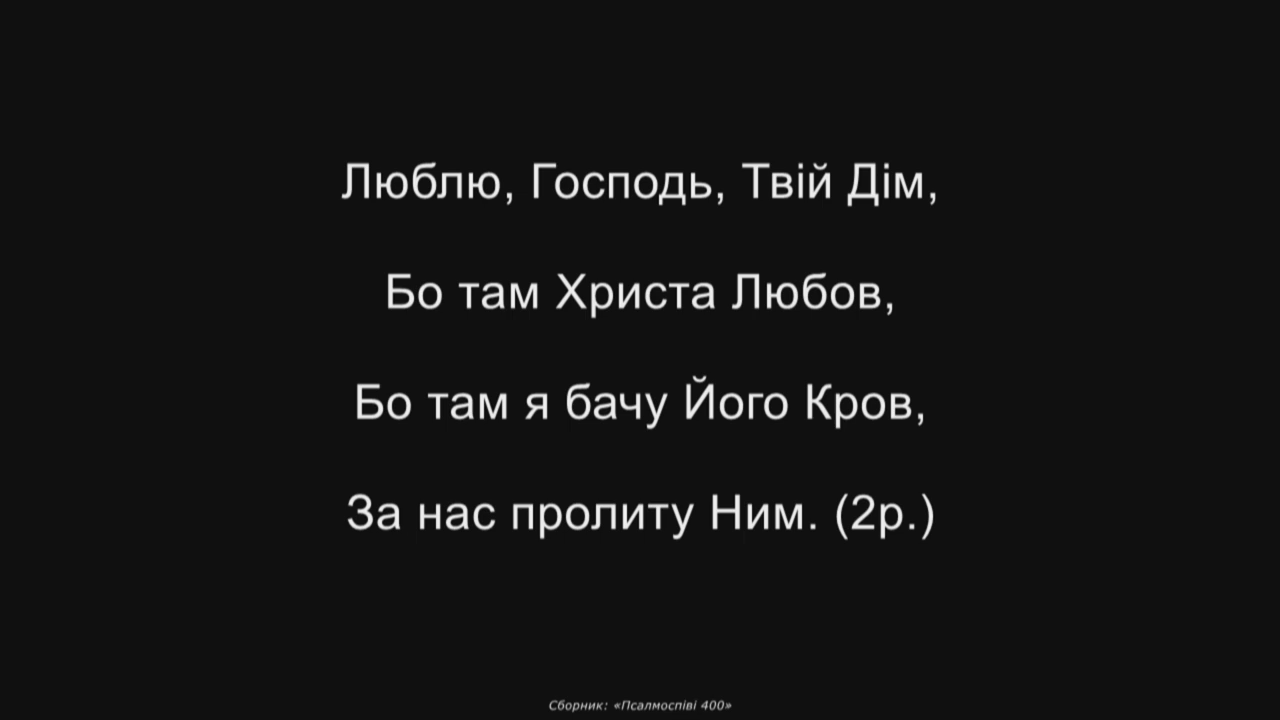 Люблю, Господь, Твій Дім,
Бо там Христа Любов,
Бо там я бачу Його Кров,
За нас пролиту Ним. (2р.)
Сборник: «Псалмоспіві 400»